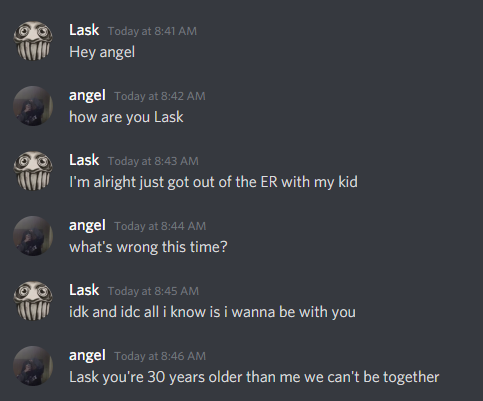 Lask Today at 8:41 AM
Hey angel
angel Today at 8:42 AM
how are you Lask
Lask Today at 8:43 AM
I'm alright just got out of the ER with my kid
angel Today at 8:44 AM
what's wrong this time?
Lask Today at 8:45 AM
idk and idc all i know is i wanna be with you
angel Today at 8:46 AM
Lask you're 30 years older than me we can't be together